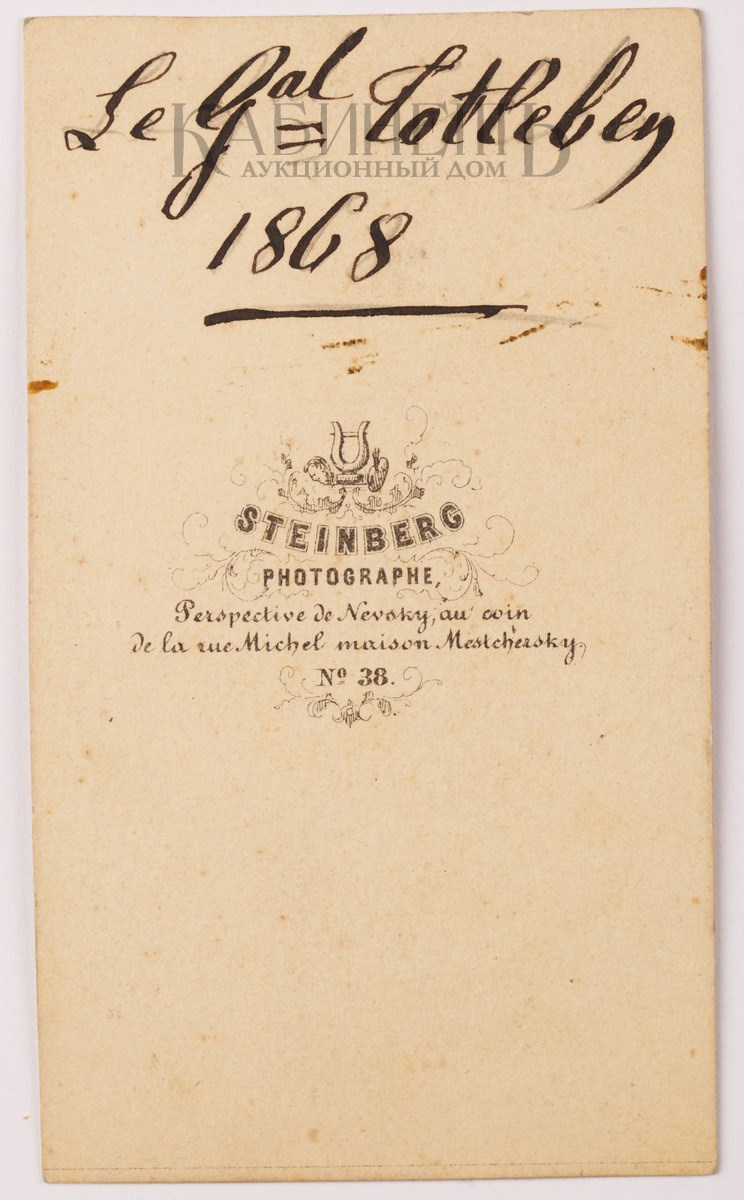 Le Gal = Totleben
КАБИНЕТЪ
АУКЦИОННЫЙ ДОМ
1868
STEINBERG
PHOTOGRAPHE,
Perspective de Nevsky, au coin
de la rue Michel maison Mestchersky,
Nº 38.